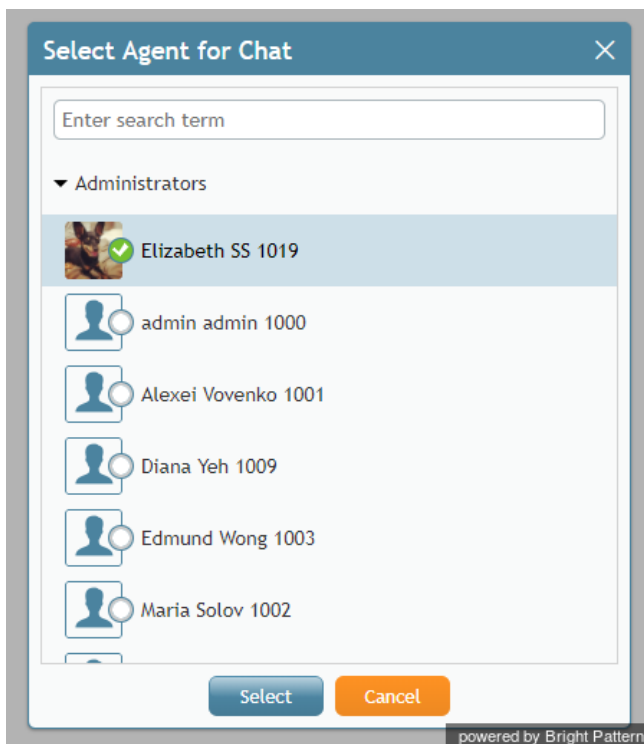 Select Agent for Chat
Enter search term
Administrators
Elizabeth SS 1019
admin admin 1000
Alexei Vovenko 1001
Diana Yeh 1009
Edmund Wong 1003
Maria Solov 1002
Select Cancel
powered by Bright Pattern